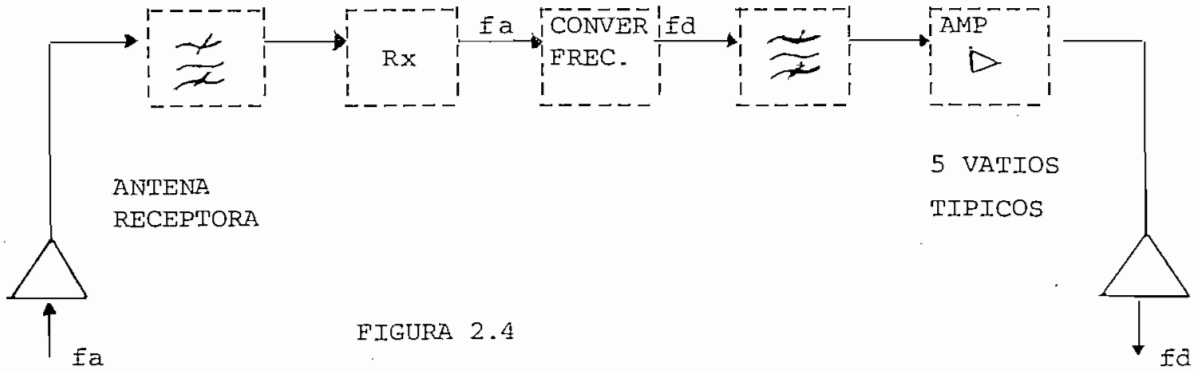 fa
CONVER
FREC.
fd
AMP
Rx
ANTENA
RECEPTORA
5 VATIOS
TIPICOS
FIGURA 2.4
fa
fd